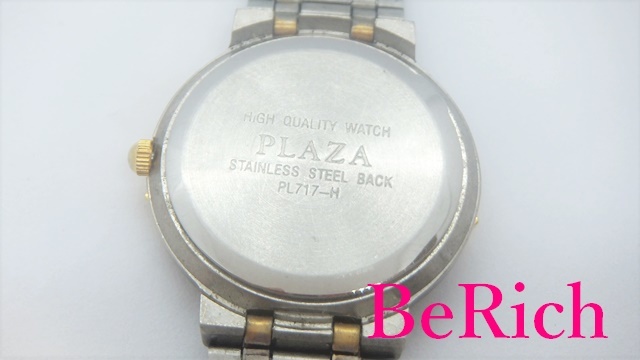 HIGH QUALITY WATCH
PLAZA
STAINLESS STEEL BACK
PL717-M
BeRich